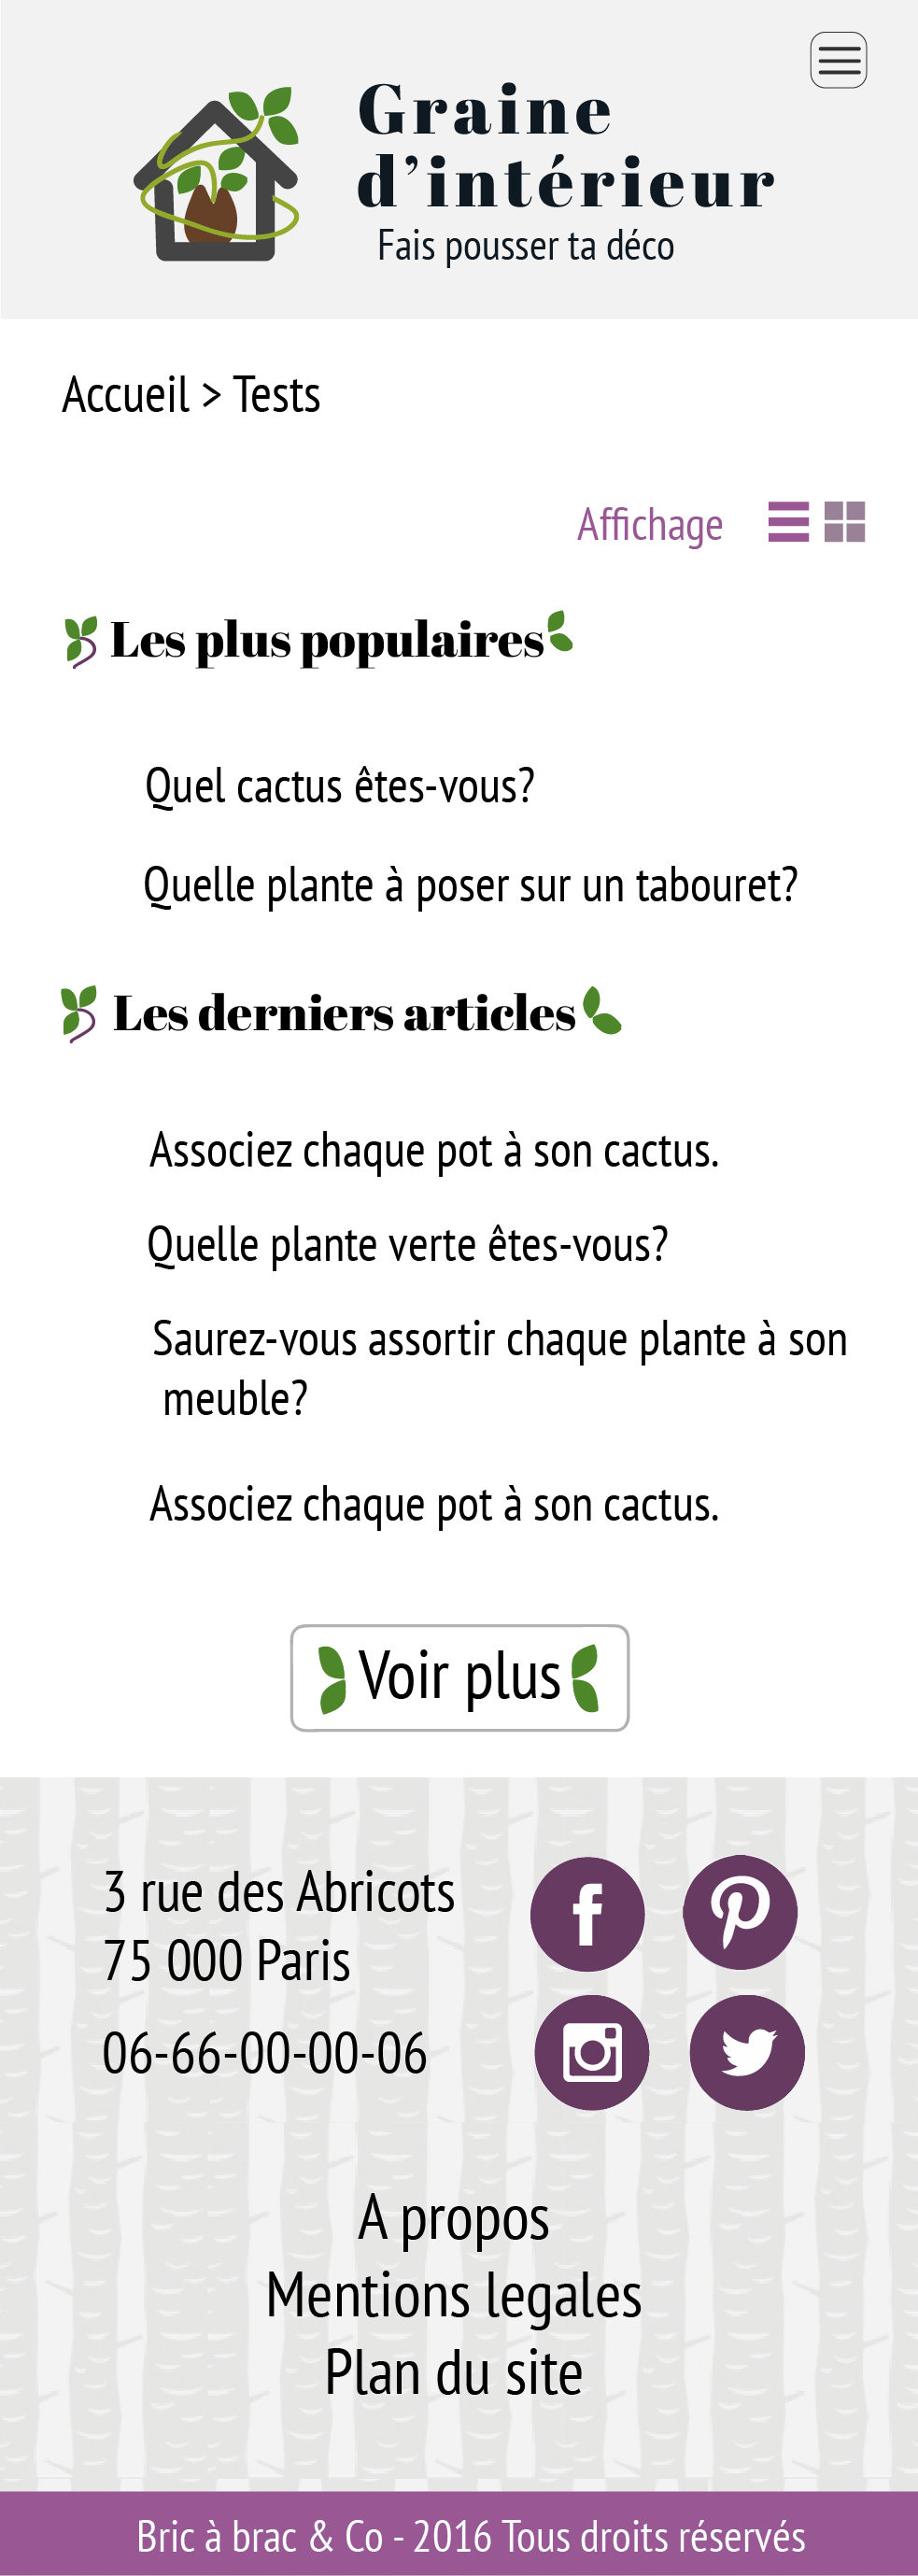 Graine
d’intérieur
Fais pousser ta déco
Accueil > Tests
Affichage
Les plus populaires
Quel cactus êtes-vous?
Quelle plante à poser sur un tabouret?
Les derniers articles
Associez chaque pot à son cactus.
Quelle plante verte êtes-vous?
Saurez-vous assortir chaque plante à son
meuble?
Associez chaque pot à son cactus.
Voir plus
3 rue des Abricots
75 000 Paris
06-66-00-00-06
A propos
Mentions legales
Plan du site
Bric à brac & Co - 2016 Tous droits réservés